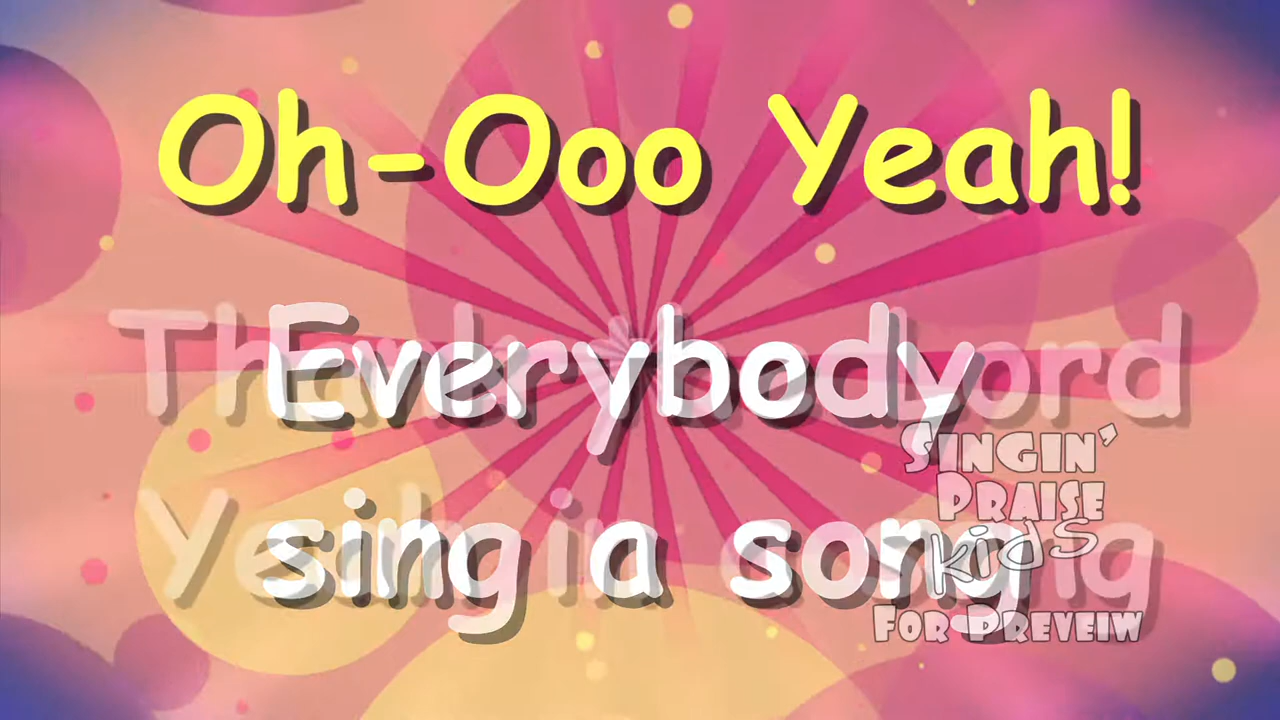 Oh-Ooo Yeah!
Everybody
sing a song
SINGIN'
PRAISE
kids
FOR PREVEIW